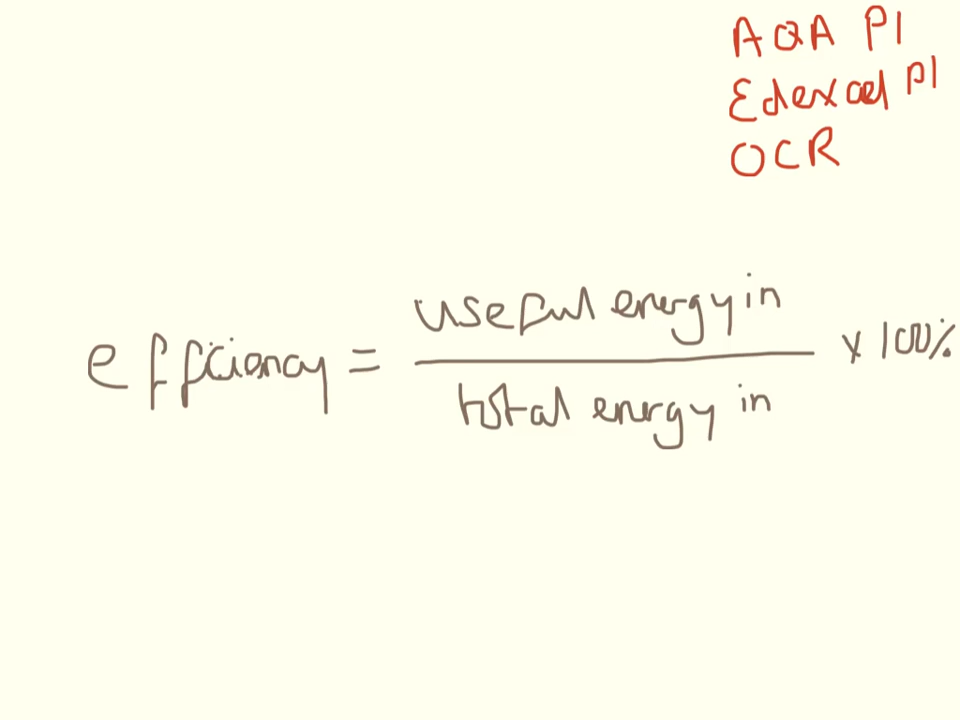 AQA P1
Edexcel P1
OCR
efficiency = useful energy in
total energy in
x 100%